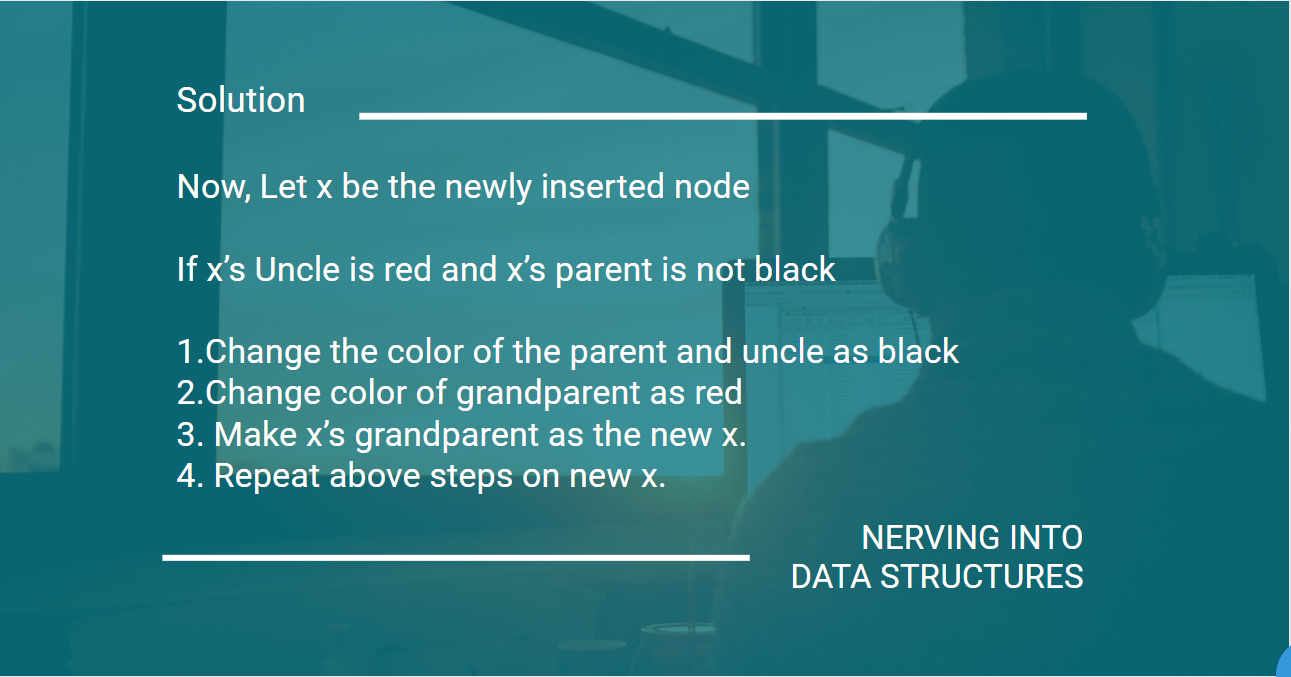 Solution
Now, Let x be the newly inserted node
If x’s Uncle is red and x’s parent is not black
1.Change the color of the parent and uncle as black
2.Change color of grandparent as red
3. Make x’s grandparent as the new x.
4. Repeat above steps on new x.
NERVING INTO
DATA STRUCTURES